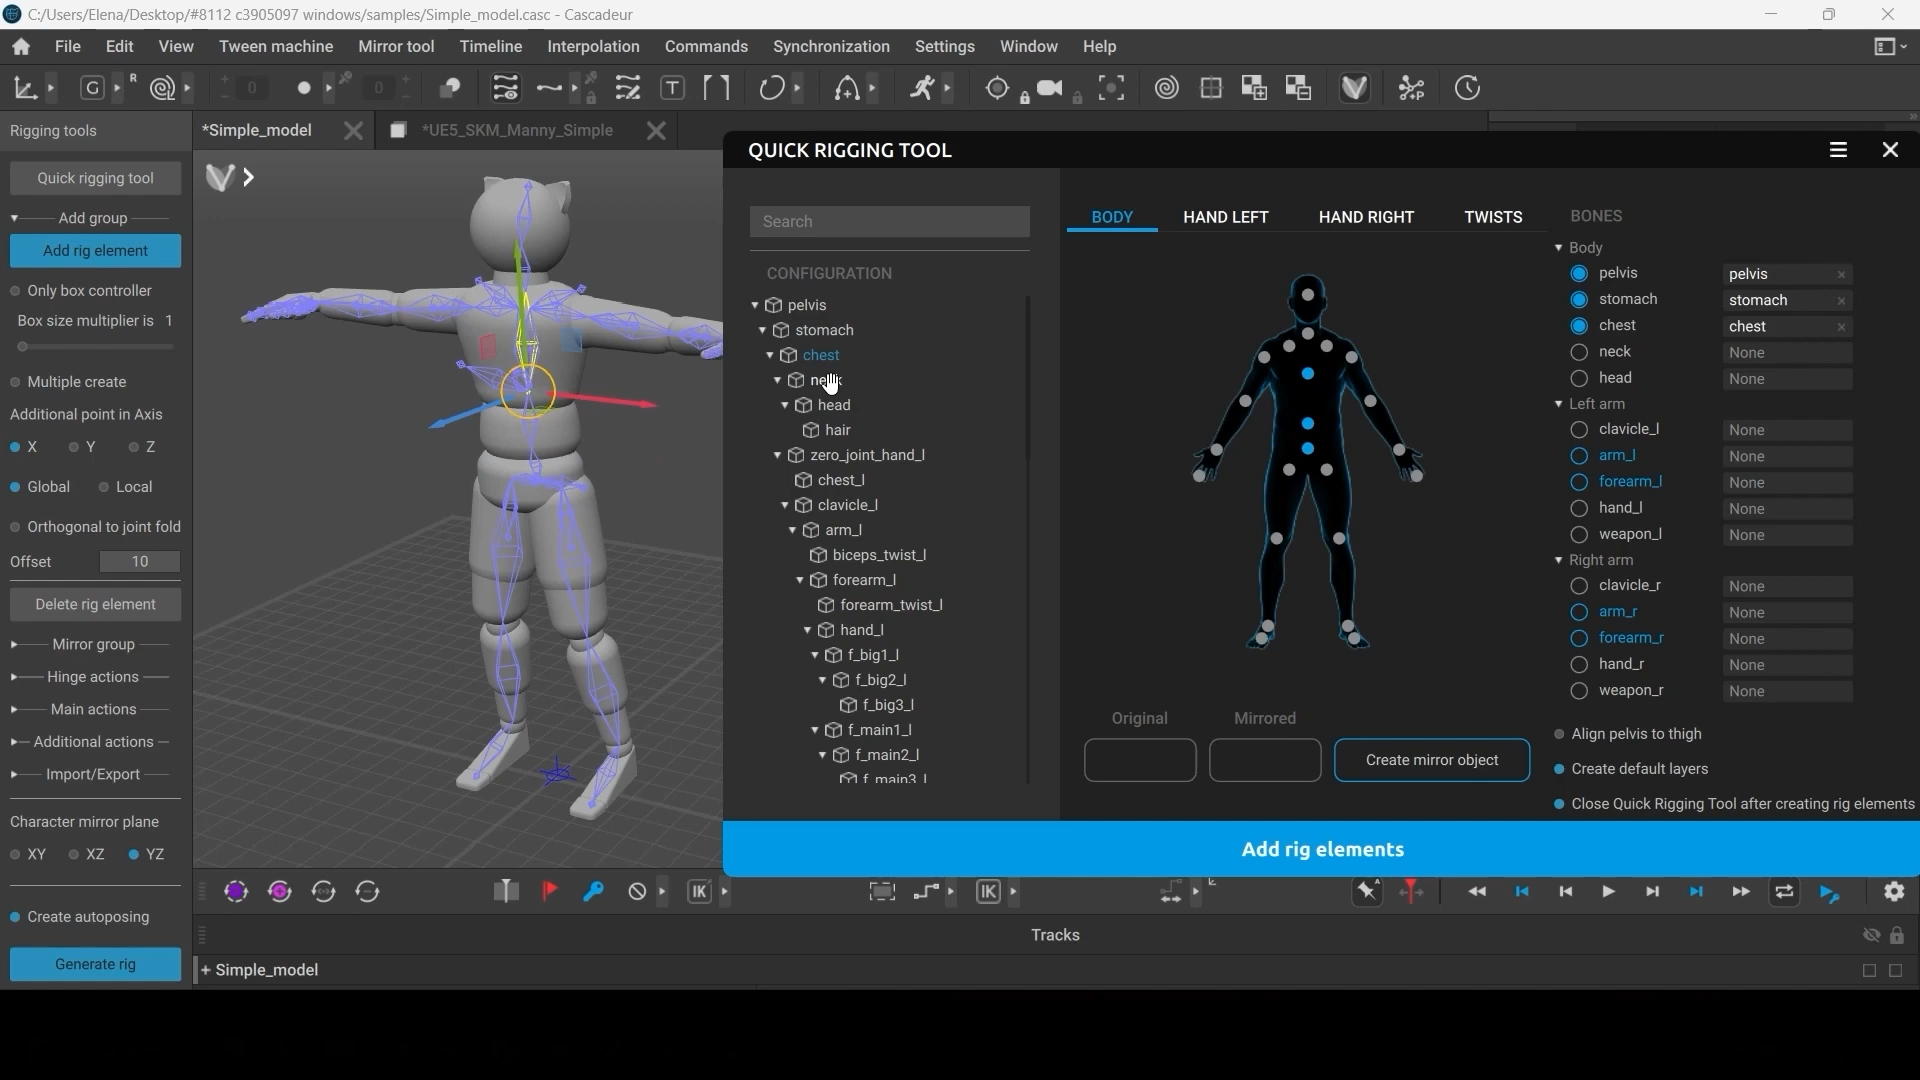 C:/Users/Elena/Desktop/#8112 c3905097 windows/samples/Simple_model.casc - Cascadeur
File Edit View Tween machine Mirror tool Timeline Interpolation Commands Synchronization Settings Window Help
G R 0 0 T P
Rigging tools
*Simple_model
*UE5_SKM_Manny_Simple
Quick rigging tool
Add group
Add rig element
Only box controller
Box size multiplier is 1
Multiple create
Additional point in Axis
X Y Z
Global Local
Orthogonal to joint fold
Offset 10
Delete rig element
Mirror group
Hinge actions
Main actions
Additional actions
Import/Export
Character mirror plane
XY XZ YZ
Create autoposing
Generate rig
QUICK RIGGING TOOL
Search
CONFIGURATION
pelvis
stomach
chest
head
hair
zero_joint_hand_l
chest_l
clavicle_l
arm_l
biceps_twist_l
forearm_l
forearm_twist_l
hand_l
f_big1_l
f_big2_l
f_big3_l
f_main1_l
f_main2_l
f_main3_l
BODY HAND LEFT HAND RIGHT TWISTS
Original Mirrored
Create mirror object
BONES
Body
pelvis pelvis ×
stomach stomach ×
chest chest ×
neck None
head None
Left arm
clavicle_l None
arm_l None
forearm_l None
hand_l None
weapon_l None
Right arm
clavicle_r None
arm_r None
forearm_r None
hand_r None
weapon_r None
Align pelvis to thigh
Create default layers
Close Quick Rigging Tool after creating rig elements
Add rig elements
IK IK A
Tracks
+ Simple_model